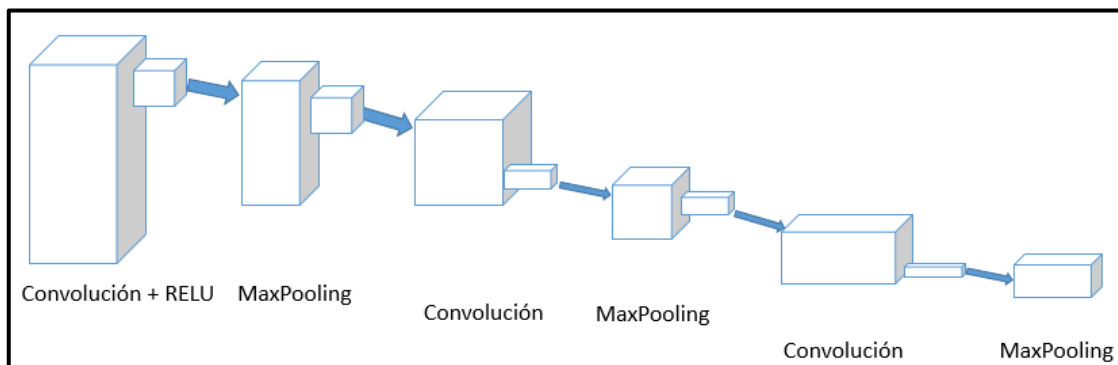 Convolución + RELU
MaxPooling
Convolución
MaxPooling
Convolución
MaxPooling